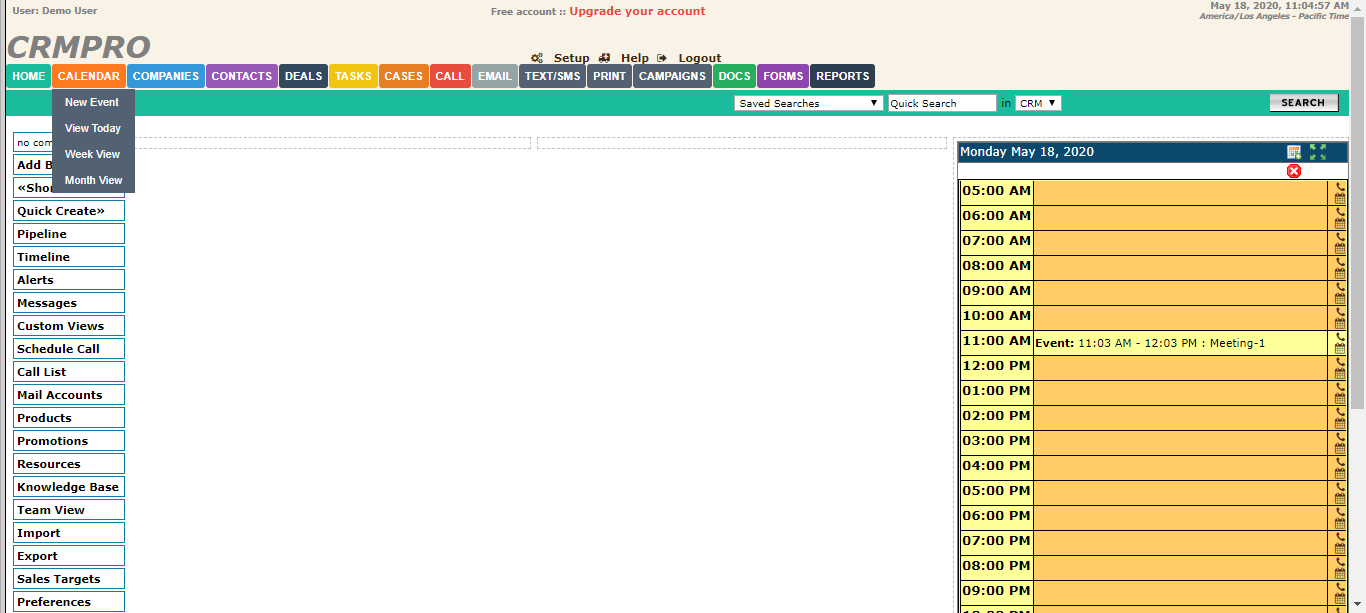 User: Demo User
Free account :: Upgrade your account
May 18, 2020, 11:04:57 AM
America/Los Angeles - Pacific Time
CRMPRO
Setup Help Logout
HOME CALENDAR COMPANIES CONTACTS DEALS TASKS CASES CALL EMAIL TEXT/SMS PRINT CAMPAIGNS DOCS FORMS REPORTS
New Event
View Today
Week View
Month View
Saved Searches Quick Search in CRM SEARCH
no com
Add B
«Sho
Quick Create»
Pipeline
Timeline
Alerts
Messages
Custom Views
Schedule Call
Call List
Mail Accounts
Products
Promotions
Resources
Knowledge Base
Team View
Import
Export
Sales Targets
Preferences
Monday May 18, 2020
05:00 AM
06:00 AM
07:00 AM
08:00 AM
09:00 AM
10:00 AM
11:00 AM Event: 11:03 AM - 12:03 PM : Meeting-1
12:00 PM
01:00 PM
02:00 PM
03:00 PM
04:00 PM
05:00 PM
06:00 PM
07:00 PM
08:00 PM
09:00 PM